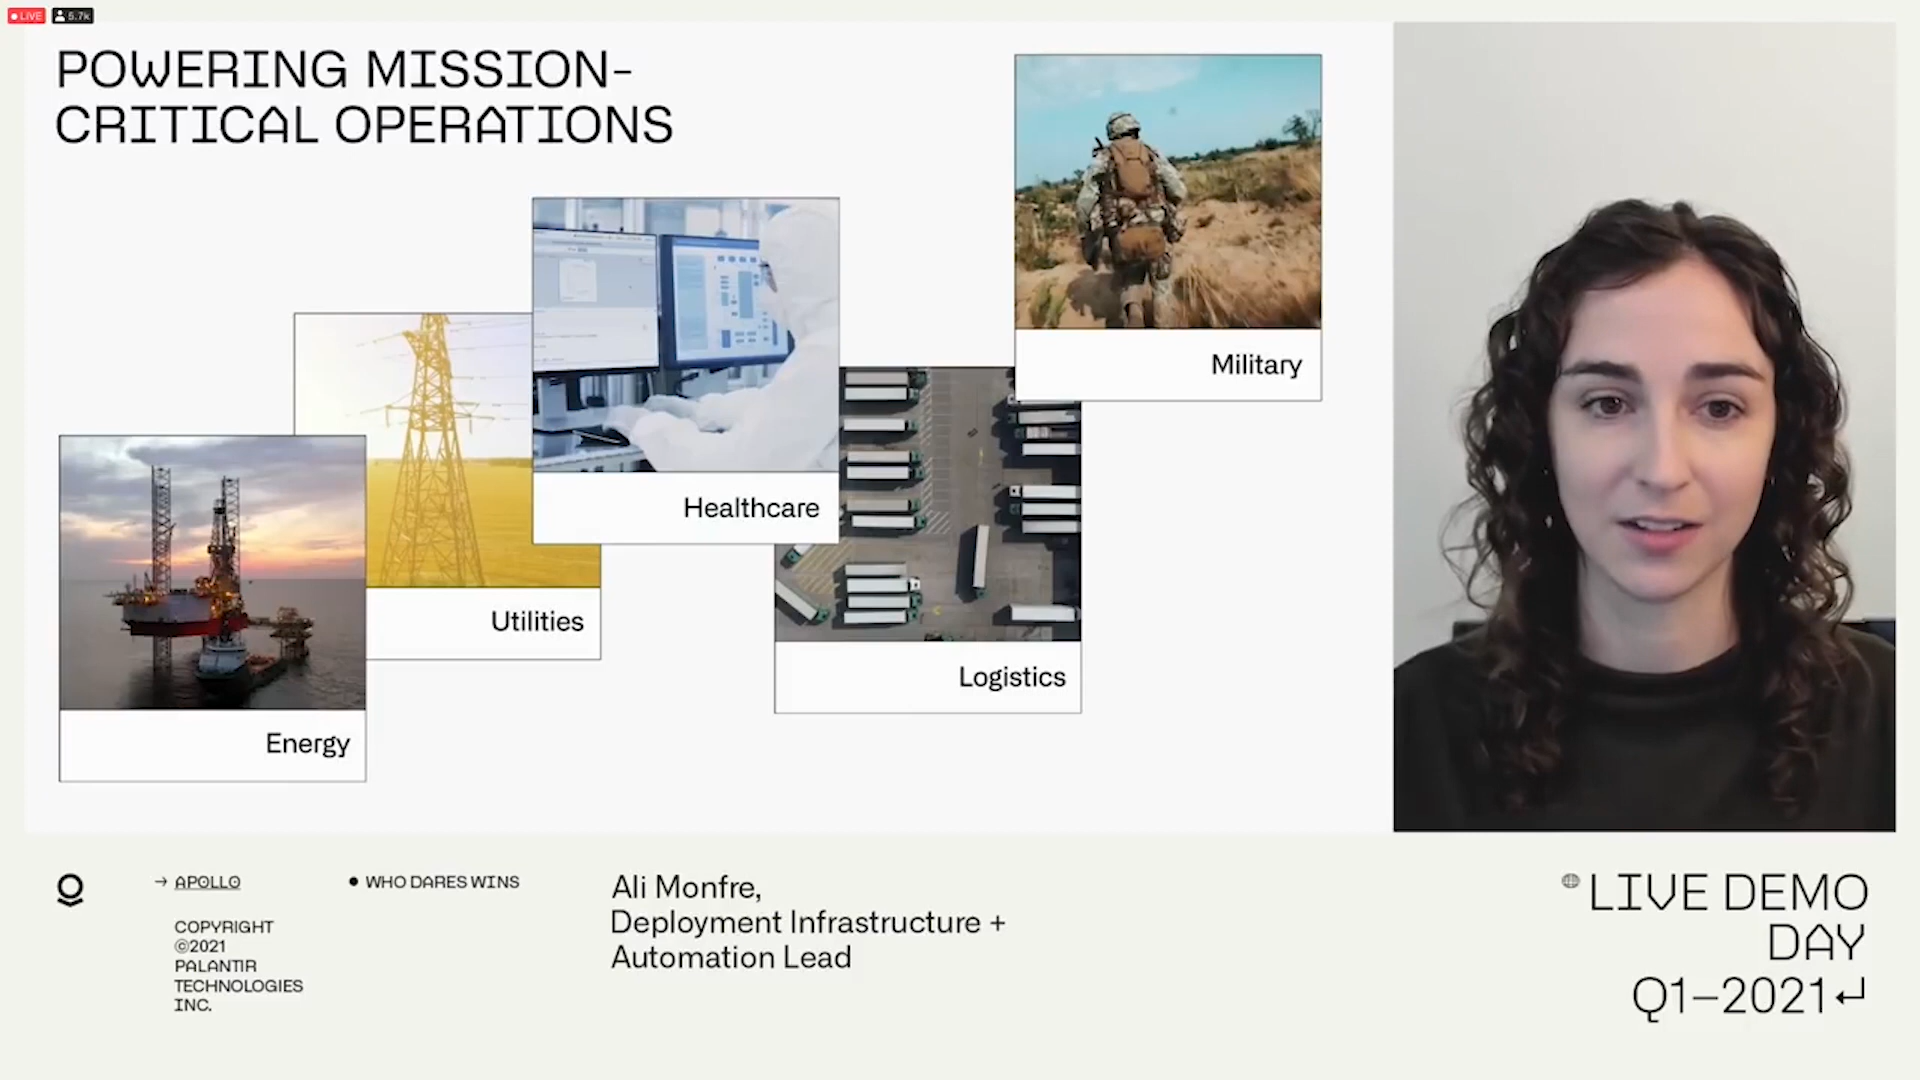 LIVE
5.7k
POWERING MISSION-
CRITICAL OPERATIONS
Military
Healthcare
Utilities
Logistics
Energy
→ APOLLO
• WHO DARES WINS
COPYRIGHT
©2021
PALANTIR
TECHNOLOGIES
INC.
Ali Monfre,
Deployment Infrastructure +
Automation Lead
LIVE DEMO
DAY
Q1–2021↵